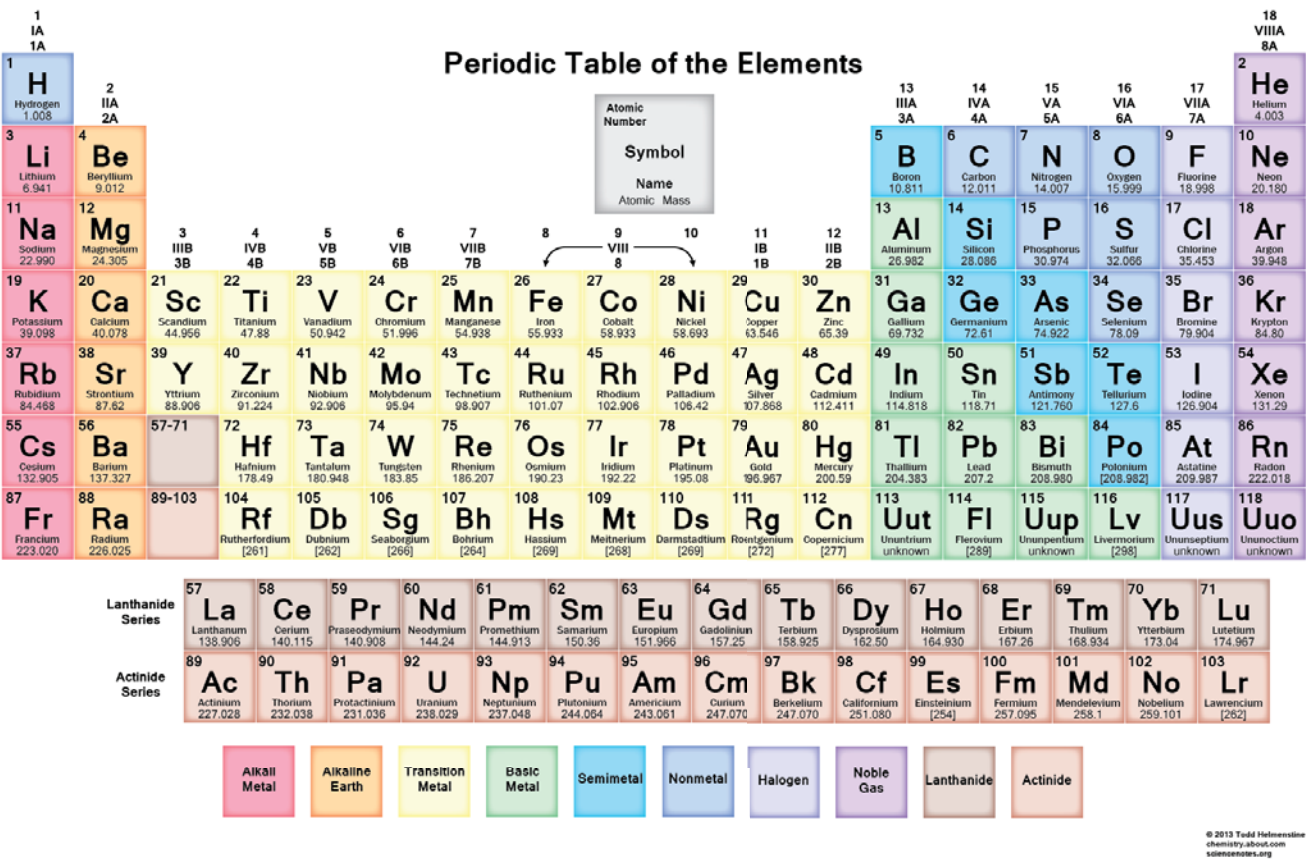 1
IA
1A
18
VIIIA
8A
Periodic Table of the Elements
1
H
Hydrogen
1.008
2
IIA
2A
13
IIIA
3A
14
IVA
4A
15
VA
5A
16
VIA
6A
17
VIIA
7A
2
He
Helium
4.003
Atomic
Number
Symbol
Name
Atomic Mass
3
Li
Lithium
6.941
4
Be
Beryllium
9.012
5
B
Boron
10.811
6
C
Carbon
12.011
7
N
Nitrogen
14.007
8
O
Oxygen
15.999
9
F
Fluorine
18.998
10
Ne
Neon
20.180
11
Na
Sodium
22.990
12
Mg
Magnesium
24.305
3
IIIB
3B
4
IVB
4B
5
VB
5B
6
VIB
6B
7
VIIB
7B
8
9
10
VIII
8
11
IB
1B
12
IIB
2B
13
Al
Aluminum
26.982
14
Si
Silicon
28.086
15
P
Phosphorus
30.974
16
S
Sulfur
32.066
17
Cl
Chlorine
35.453
18
Ar
Argon
39.948
19
K
Potassium
39.098
20
Ca
Calcium
40.078
21
Sc
Scandium
44.956
22
Ti
Titanium
47.88
23
V
Vanadium
50.942
24
Cr
Chromium
51.996
25
Mn
Manganese
54.938
26
Fe
Iron
55.933
27
Co
Cobalt
58.933
28
Ni
Nickel
58.693
29
Cu
Copper
63.546
30
Zn
Zinc
65.39
31
Ga
Gallium
69.732
32
Ge
Germanium
72.61
33
As
Arsenic
74.922
34
Se
Selenium
78.09
35
Br
Bromine
79.904
36
Kr
Krypton
84.80
37
Rb
Rubidium
84.468
38
Sr
Strontium
87.62
39
Y
Yttrium
88.906
40
Zr
Zirconium
91.224
41
Nb
Niobium
92.906
42
Mo
Molybdenum
95.94
43
Tc
Technetium
98.907
44
Ru
Ruthenium
101.07
45
Rh
Rhodium
102.906
46
Pd
Palladium
106.42
47
Ag
Silver
107.868
48
Cd
Cadmium
112.411
49
In
Indium
114.818
50
Sn
Tin
118.71
51
Sb
Antimony
121.760
52
Te
Tellurium
127.6
53
I
Iodine
126.904
54
Xe
Xenon
131.29
55
Cs
Cesium
132.905
56
Ba
Barium
137.327
57-71
72
Hf
Hafnium
178.49
73
Ta
Tantalum
180.948
74
W
Tungsten
183.85
75
Re
Rhenium
186.207
76
Os
Osmium
190.23
77
Ir
Iridium
192.22
78
Pt
Platinum
195.08
79
Au
Gold
196.967
80
Hg
Mercury
200.59
81
Tl
Thallium
204.383
82
Pb
Lead
207.2
83
Bi
Bismuth
208.980
84
Po
Polonium
[208.982]
85
At
Astatine
209.987
86
Rn
Radon
222.018
87
Fr
Francium
223.020
88
Ra
Radium
226.025
89-103
104
Rf
Rutherfordium
[261]
105
Db
Dubnium
[262]
106
Sg
Seaborgium
[266]
107
Bh
Bohrium
[264]
108
Hs
Hassium
[269]
109
Mt
Meitnerium
[268]
110
Ds
Darmstadtium
[269]
111
Rg
Roentgenium
[272]
112
Cn
Copernicium
[277]
113
Uut
Ununtrium
unknown
114
Fl
Flerovium
[289]
115
Uup
Ununpentium
unknown
116
Lv
Livermorium
[298]
117
Uus
Ununseptium
unknown
118
Uuo
Ununoctium
unknown
Lanthanide
Series
57
La
Lanthanum
138.906
58
Ce
Cerium
140.115
59
Pr
Praseodymium
140.908
60
Nd
Neodymium
144.24
61
Pm
Promethium
144.913
62
Sm
Samarium
150.36
63
Eu
Europium
151.966
64
Gd
Gadolinium
157.25
65
Tb
Terbium
158.925
66
Dy
Dysprosium
162.50
67
Ho
Holmium
164.930
68
Er
Erbium
167.26
69
Tm
Thulium
168.934
70
Yb
Ytterbium
173.04
71
Lu
Lutetium
174.967
Actinide
Series
89
Ac
Actinium
227.028
90
Th
Thorium
232.038
91
Pa
Protactinium
231.036
92
U
Uranium
238.029
93
Np
Neptunium
237.048
94
Pu
Plutonium
244.064
95
Am
Americium
243.061
96
Cm
Curium
247.070
97
Bk
Berkelium
247.070
98
Cf
Californium
251.080
99
Es
Einsteinium
[254]
100
Fm
Fermium
257.095
101
Md
Mendelevium
258.1
102
No
Nobelium
259.101
103
Lr
Lawrencium
[262]
Alkali
Metal
Alkaline
Earth
Transition
Metal
Basic
Metal
Semimetal
Nonmetal
Halogen
Noble
Gas
Lanthanide
Actinide
© 2013 Todd Helmenstine
chemistry.about.com
sciencenotes.org